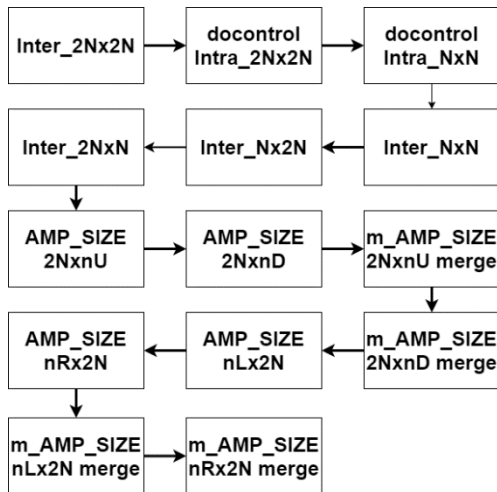 Inter_2Nx2N
docontrol
Intra_2Nx2N
docontrol
Intra_NxN
Inter_2NxN
Inter_Nx2N
Inter_NxN
AMP_SIZE
2NxnU
AMP_SIZE
2NxnD
m_AMP_SIZE
2NxnU merge
AMP_SIZE
nRx2N
AMP_SIZE
nLx2N
m_AMP_SIZE
2NxnD merge
m_AMP_SIZE
nLx2N merge
m_AMP_SIZE
nRx2N merge